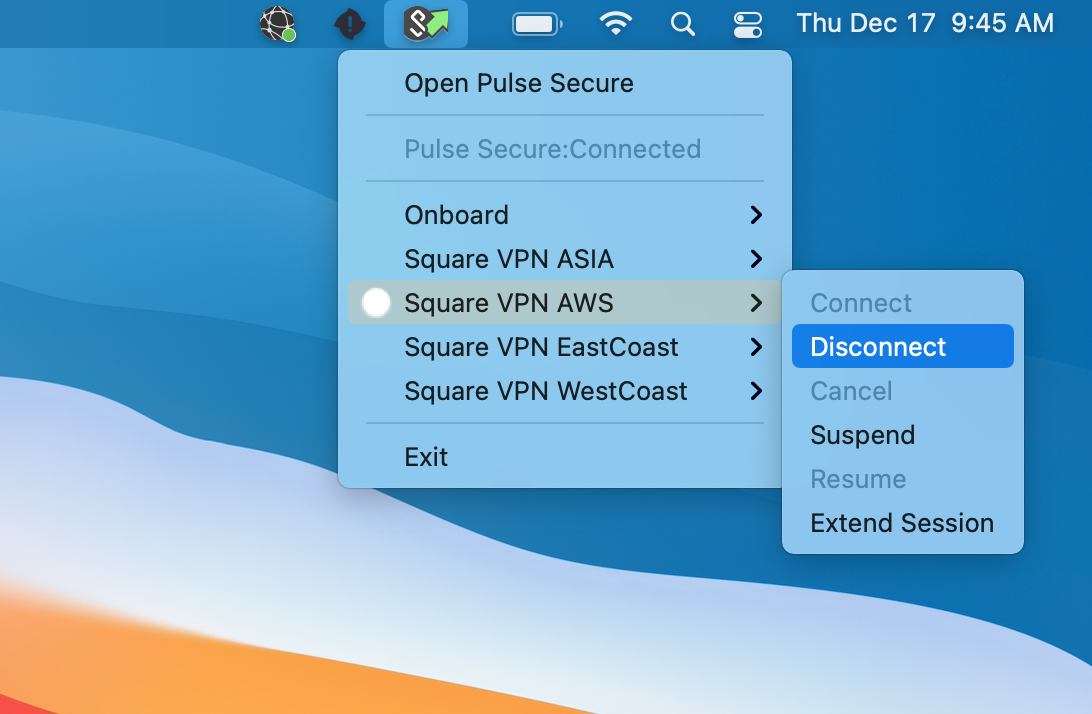 Thu Dec 17 9:45 AM
Open Pulse Secure
Pulse Secure:Connected
Onboard
Square VPN ASIA
Square VPN AWS
Square VPN EastCoast
Square VPN WestCoast
Exit
Connect
Disconnect
Cancel
Suspend
Resume
Extend Session